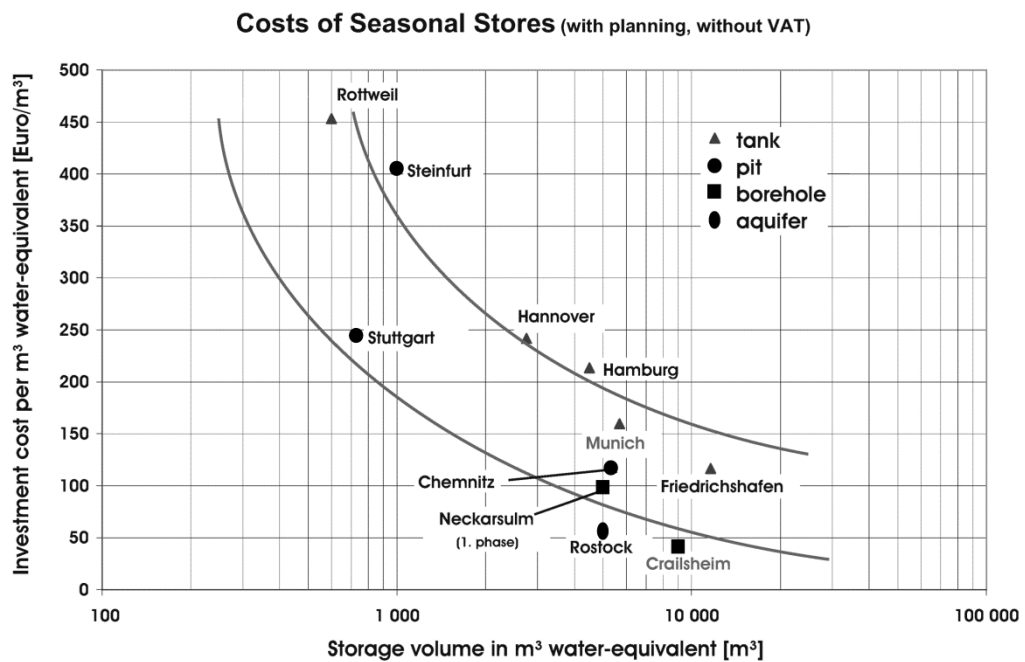 Costs of Seasonal Stores (with planning, without VAT)
Investment cost per m³ water-equivalent [Euro/m³]
500
450
400
350
300
250
200
150
100
50
0
Rottweil
Steinfurt
tank
pit
borehole
aquifer
Hannover
Stuttgart
Hamburg
Munich
Chemnitz
Friedrichshafen
Neckarsulm
(1. phase)
Rostock
Crailsheim
100
1 000
10 000
100 000
Storage volume in m³ water-equivalent [m³]